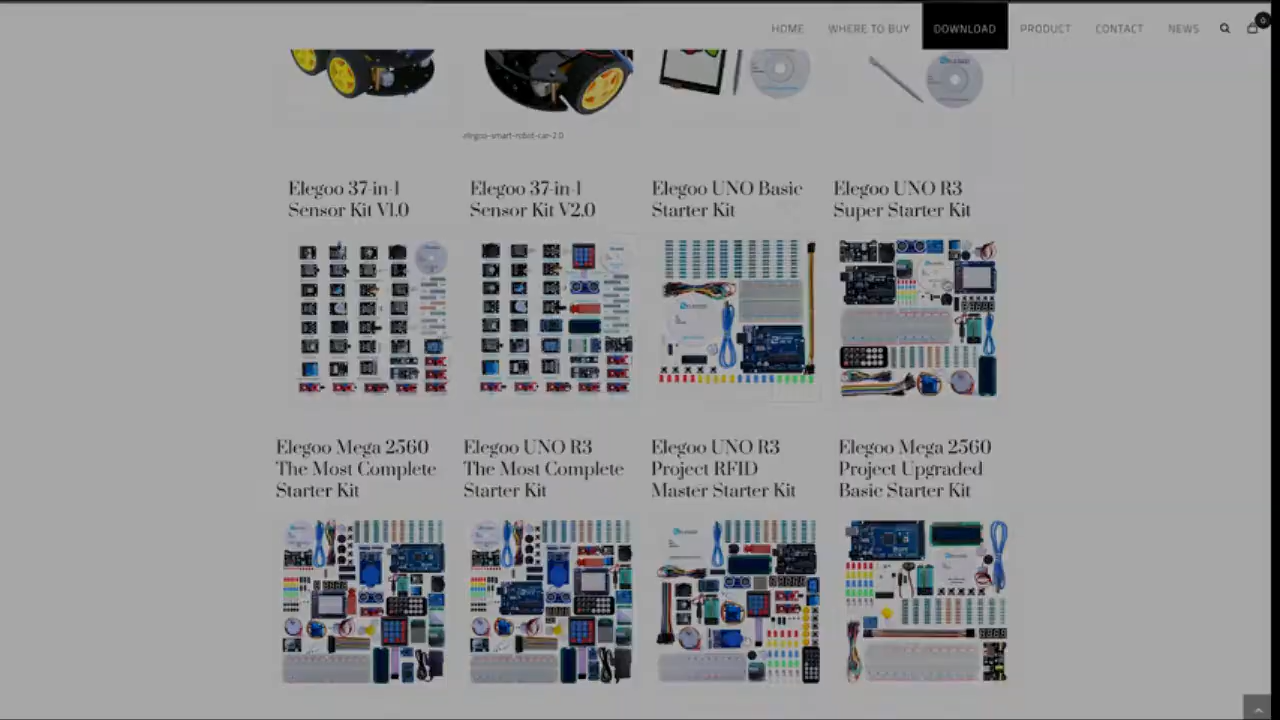 HOME WHERE TO BUY DOWNLOAD PRODUCT CONTACT NEWS 0
elegoo-smart-robot-car-2.0
Elegoo 37-in-1
Sensor Kit V1.0
Elegoo 37-in-1
Sensor Kit V2.0
Elegoo UNO Basic
Starter Kit
Elegoo UNO R3
Super Starter Kit
Elegoo Mega 2560
The Most Complete
Starter Kit
Elegoo UNO R3
The Most Complete
Starter Kit
Elegoo UNO R3
Project RFID
Master Starter Kit
Elegoo Mega 2560
Project Upgraded
Basic Starter Kit